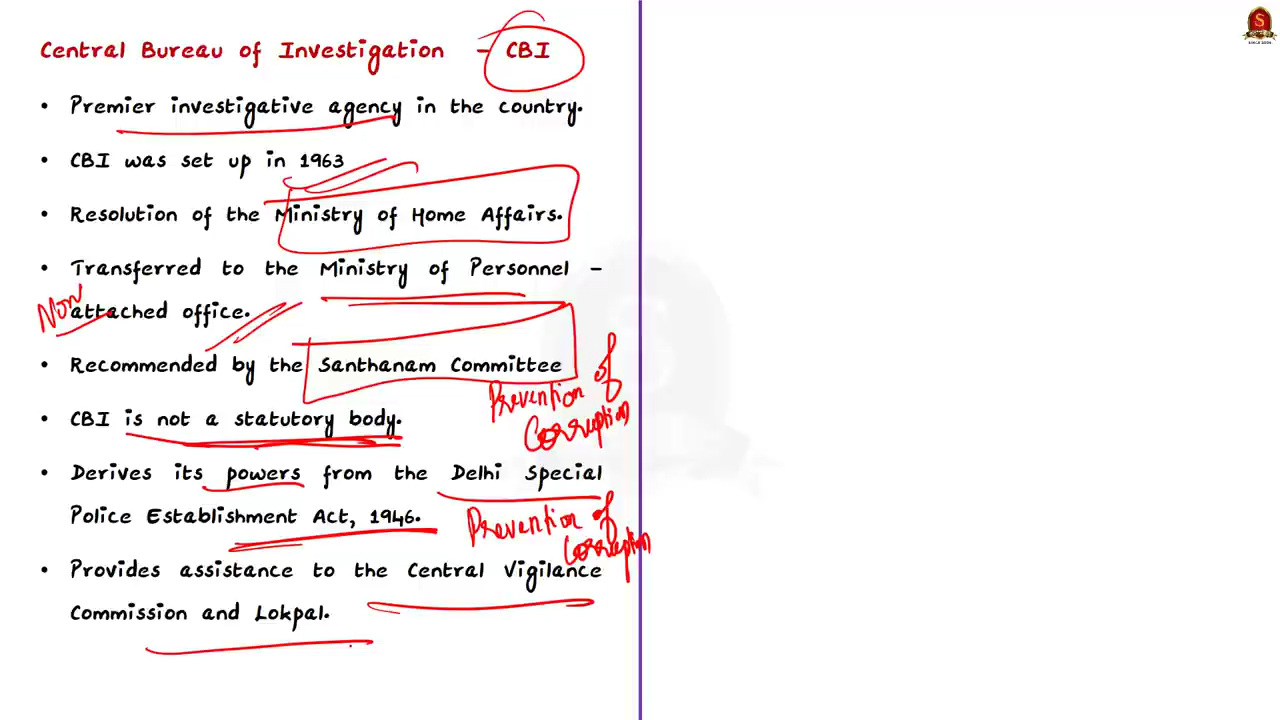 Central Bureau of Investigation - CBI
• Premier investigative agency in the country.
• CBI was set up in 1963
• Resolution of the Ministry of Home Affairs.
• Transferred to the Ministry of Personnel -
Now
attached office.
• Recommended by the Santhanam Committee
Prevention of
Corruption
• CBI is not a statutory body.
• Derives its powers from the Delhi Special
Police Establishment Act, 1946.
Prevention of
Corruption
• Provides assistance to the Central Vigilance
Commission and Lokpal.
S
SINCE 2004